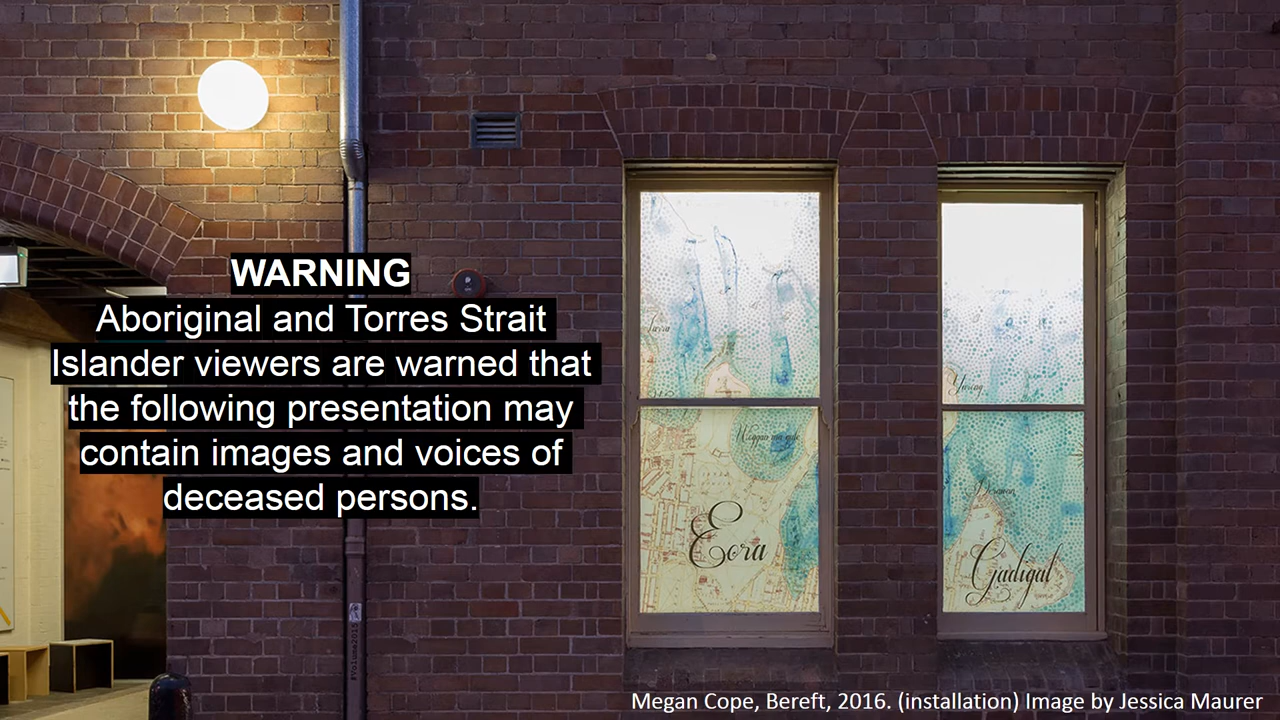 WARNING
Aboriginal and Torres Strait
Islander viewers are warned that
the following presentation may
contain images and voices of
deceased persons.
Eora
Gadigal
Megan Cope, Bereft, 2016. (installation) Image by Jessica Maurer